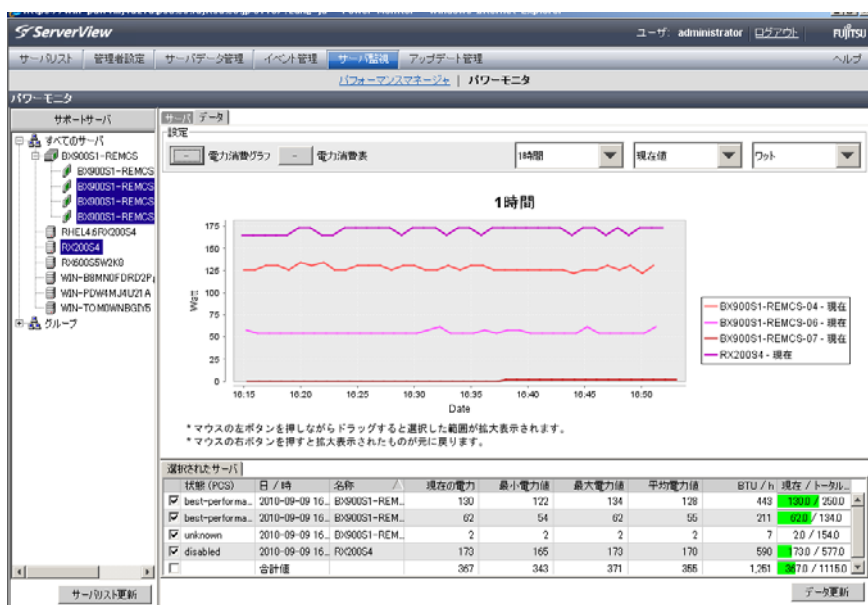 ServerView
ユーザ: administrator ログアウト FUJITSU
サーバリスト 管理者設定 サーバデータ管理 イベント管理 サーバ監視 アップデート管理 ヘルプ
パフォーマンスマネージャ | パワーモニタ
パワーモニタ
サポートサーバ
すべてのサーバ
BX900S1-REMCS
BX900S1-REMCS
BX900S1-REMCS
BX900S1-REMCS
BX900S1-REMCS
RHEL4.6RX200S4
RX200S4
RX600S5W2K8
WIN-B8MN0FDRD2P
WIN-PDW4MJ4U21A
WIN-TOM0WNBGIY5
グループ
サーバリスト更新
サーバ データ
設定
- 電力消費グラフ - 電力消費表 1時間 現在値 ワット
1時間
175
150
125
100
75
50
25
0
Watt
16:15 16:20 16:25 16:30 16:35 16:40 16:45 16:50
Date
BX900S1-REMCS-04 - 現在
BX900S1-REMCS-06 - 現在
BX900S1-REMCS-07 - 現在
RX200S4 - 現在
*マウスの左ボタンを押しながらドラッグすると選択した範囲が拡大表示されます。
*マウスの右ボタンを押すと拡大表示されたものが元に戻ります。
選択されたサーバ
状態 (PCS) 日 / 時 名称 現在の電力 最小電力値 最大電力値 平均電力値 BTU / h 現在 / トータル...
best-performa... 2010-09-09 16... BX900S1-REM... 130 122 134 128 443 130.0 / 250.0
best-performa... 2010-09-09 16... BX900S1-REM... 62 54 62 55 211 62.0 / 134.0
unknown 2010-09-09 16... BX900S1-REM... 2 2 2 2 7 2.0 / 154.0
disabled 2010-09-09 16... RX200S4 173 165 173 170 590 173.0 / 577.0
合計値 367 343 371 355 1,251 367.0 / 1115.0
データ更新